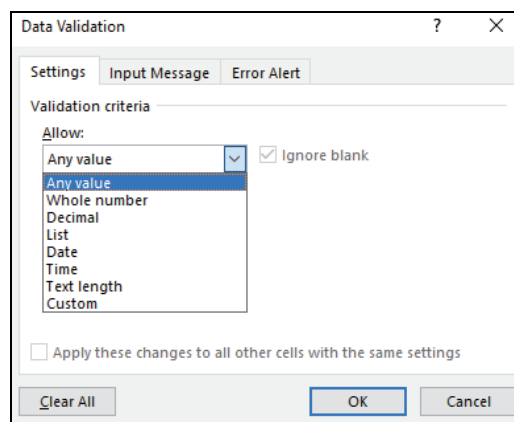 Data Validation ? X
Settings Input Message Error Alert
Validation criteria
Allow:
Any value Ignore blank
Any value
Whole number
Decimal
List
Date
Time
Text length
Custom
Apply these changes to all other cells with the same settings
Clear All OK Cancel